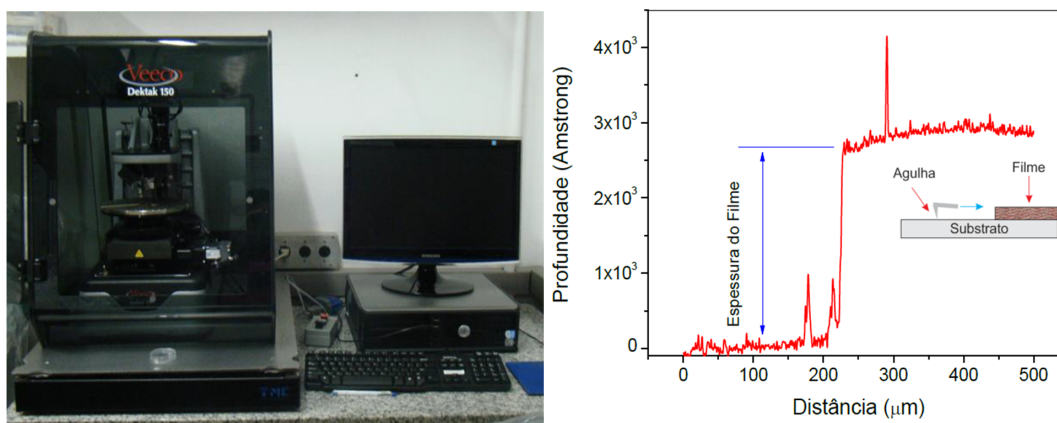 Veeco
Dektak 150
TMC
Profundidade (Amstrong)
4x10³
3x10³
2x10³
1x10³
0
Espessura do Filme
Agulha
Filme
Substrato
0 100 200 300 400 500
Distância (μm)